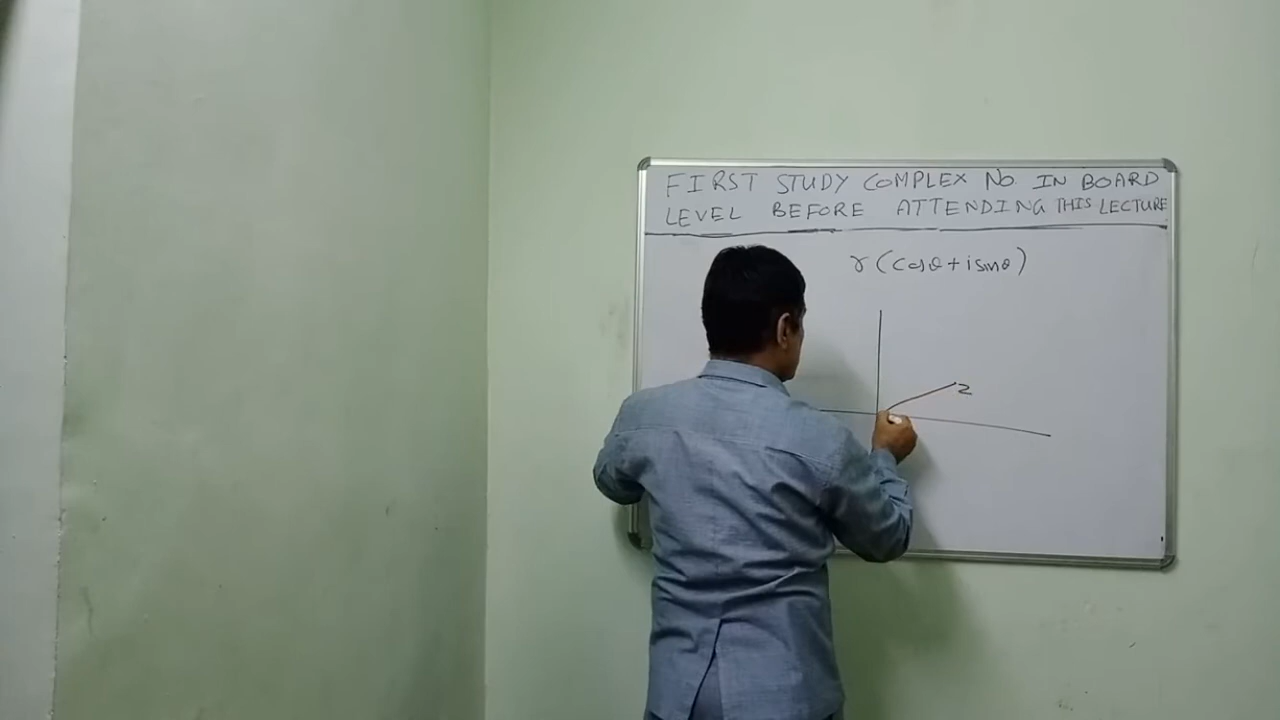 FIRST STUDY COMPLEX NO. IN BOARD
LEVEL BEFORE ATTENDING THIS LECTURE
r(cosθ+isinθ)
z